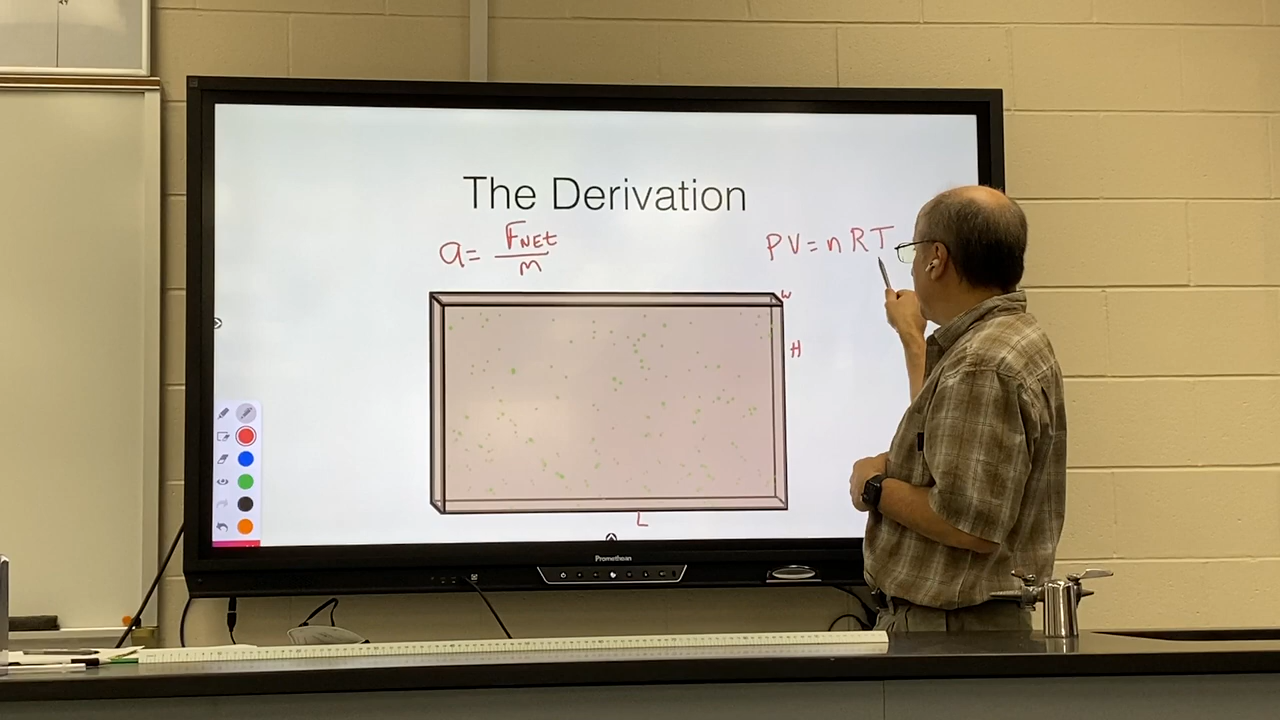 The Derivation
a = FNEt / m
PV = nRT
W
H
L
Promethean